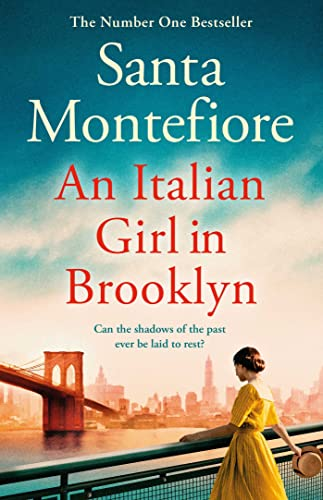 The Number One Bestseller
Santa
Montefiore
An Italian
Girl in
Brooklyn
Can the shadows of the past
ever be laid to rest?